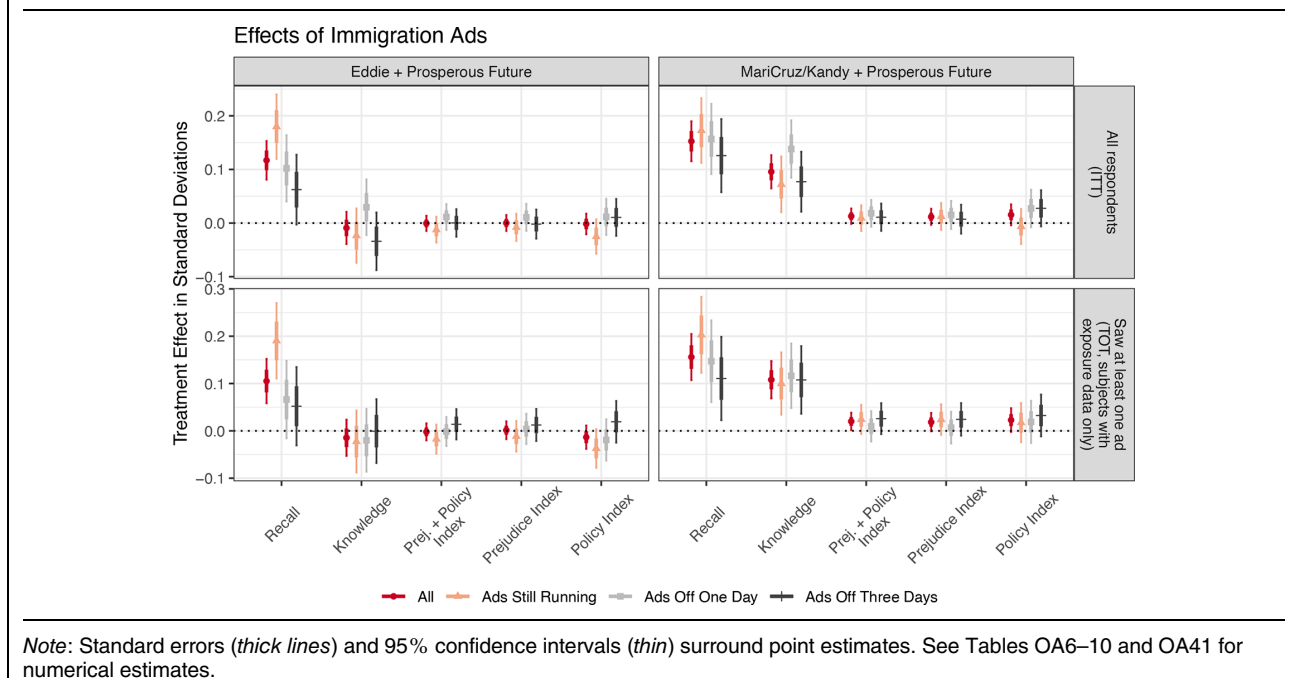 Effects of Immigration Ads
Eddie + Prosperous Future
MariCruz/Kandy + Prosperous Future
Treatment Effect in Standard Deviations
0.2
0.1
0.0
−0.1
All respondents
(ITT)
0.3
0.2
0.1
0.0
−0.1
Saw at least one ad
(TOT, subjects with
exposure data only)
Recall
Knowledge
Prej. + Policy
Index
Prejudice Index
Policy Index
Recall
Knowledge
Prej. + Policy
Index
Prejudice Index
Policy Index
All Ads Still Running Ads Off One Day Ads Off Three Days
Note: Standard errors (thick lines) and 95% confidence intervals (thin) surround point estimates. See Tables OA6–10 and OA41 for
numerical estimates.